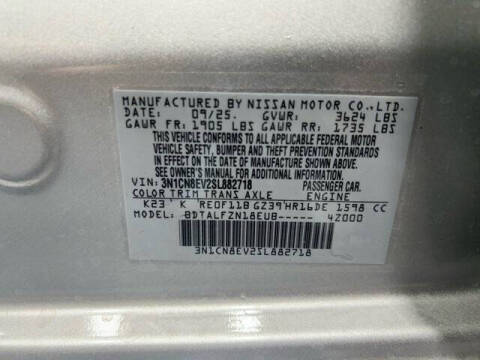 MANUFACTURED BY NISSAN MOTOR CO.,LTD.
DATE: 09/25. GVWR: 3624 LBS
GAWR FR: 1905 LBS GAWR RR: 1735 LBS
THIS VEHICLE CONFORMS TO ALL APPLICABLE FEDERAL MOTOR
VEHICLE SAFETY, BUMPER, AND THEFT PREVENTION STANDARDS
IN EFFECT ON THE DATE OF MANUFACTURE SHOWN ABOVE.
SEE OWNER'S MANUAL FOR ADDITIONAL INFORMATION.
VIN: 3N1CN8EV2SL882718 PASSENGER CAR.
COLOR TRIM TRANS AXLE ENGINE
K23 K RE0F11B GZ39 HR16DE 1598 CC
MODEL: BDTALFZN18EUB----- 4Z000
3N1CN8EV2SL882718